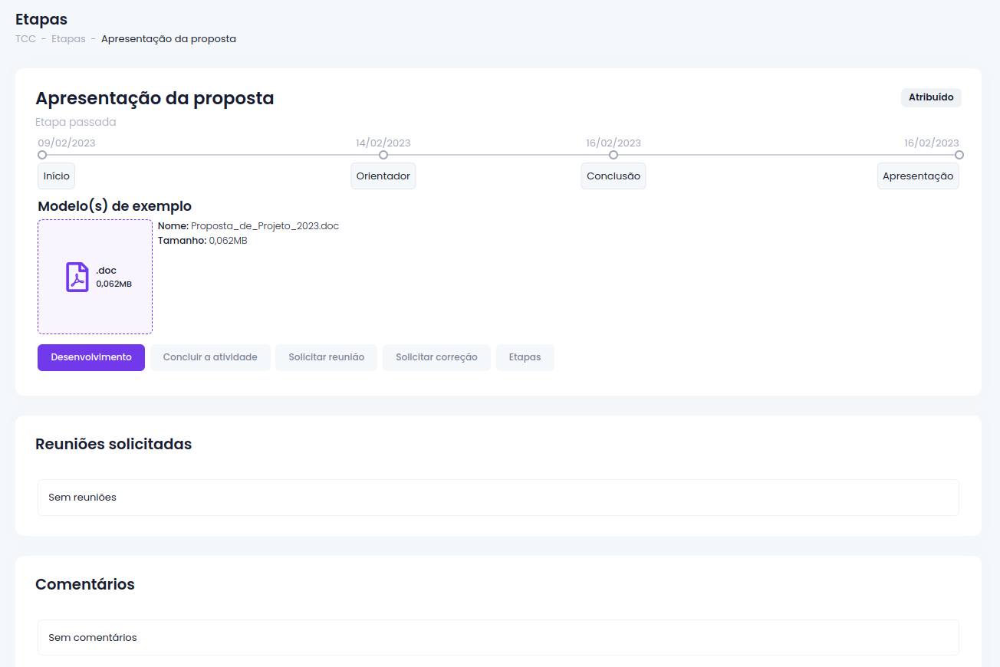 Etapas
TCC - Etapas - Apresentação da proposta
Apresentação da proposta
Atribuído
Etapa passada
09/02/2023 14/02/2023 16/02/2023 16/02/2023
Início Orientador Conclusão Apresentação
Modelo(s) de exemplo
Nome: Proposta_de_Projeto_2023.doc
Tamanho: 0,062MB
.doc
0,062MB
Desenvolvimento Concluir a atividade Solicitar reunião Solicitar correção Etapas
Reuniões solicitadas
Sem reuniões
Comentários
Sem comentários